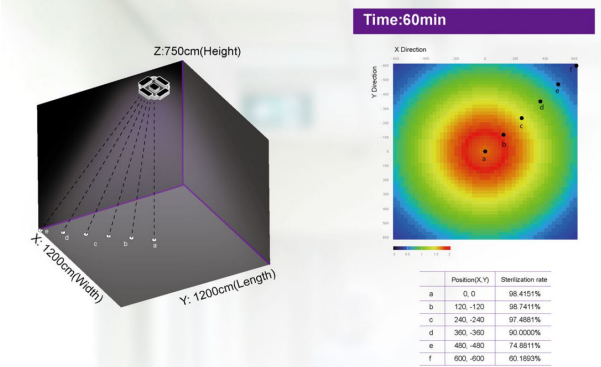 Time:60min
Z:750cm(Height)
X: 1200cm(Width)
Y: 1200cm(Length)
e
d
c
b
a
X Direction
Y Direction
f
e
d
c
b
a
Position(X,Y) Sterilization rate
a 0, 0 98.4151%
b 120, -120 98.7411%
c 240, -240 97.4881%
d 360, -360 90.0000%
e 480, -480 74.8811%
f 600, -600 60.1893%